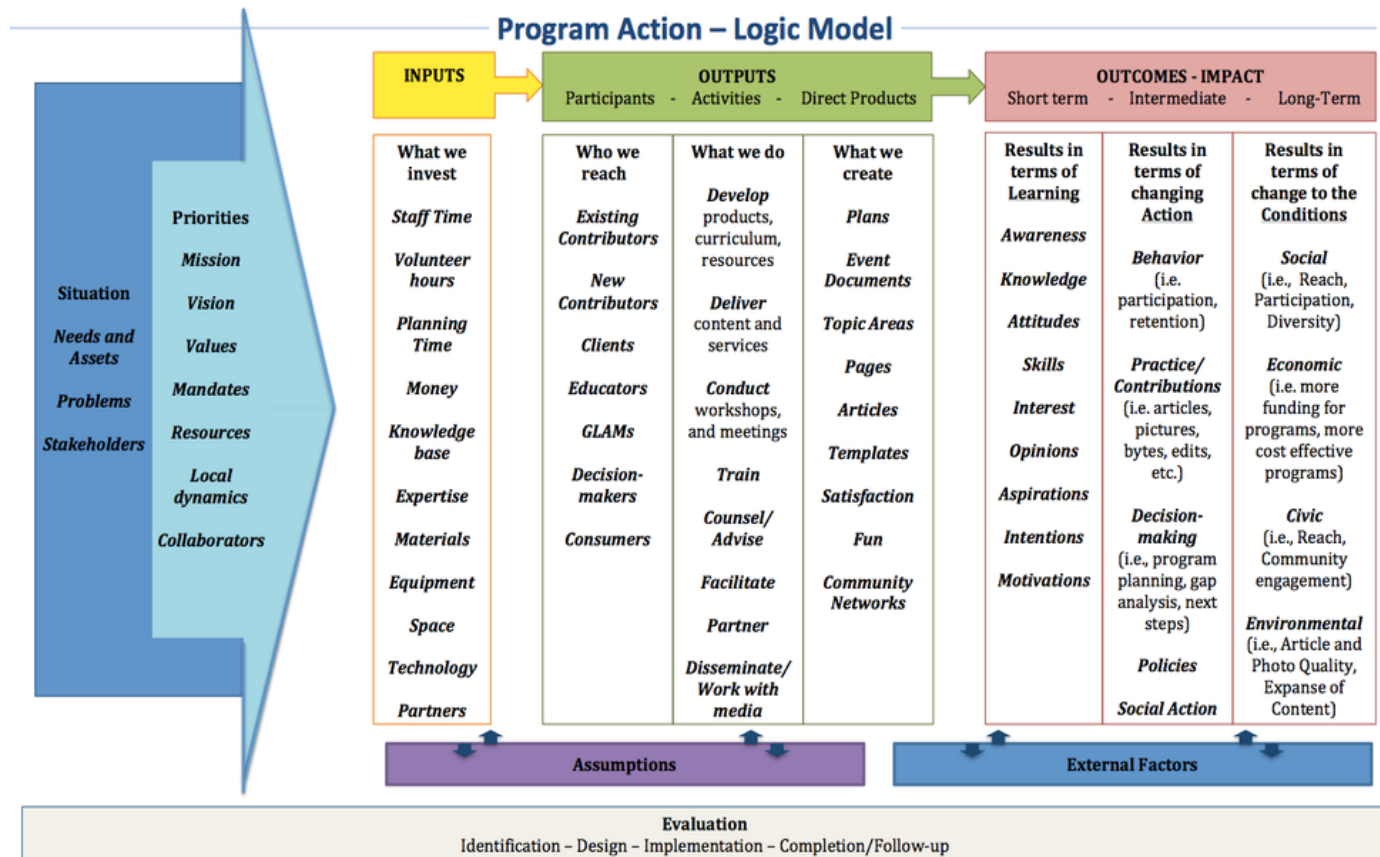 Program Action – Logic Model
Situation
Needs and
Assets
Problems
Stakeholders
Priorities
Mission
Vision
Values
Mandates
Resources
Local
dynamics
Collaborators
INPUTS
What we
invest
Staff Time
Volunteer
hours
Planning
Time
Money
Knowledge
base
Expertise
Materials
Equipment
Space
Technology
Partners
OUTPUTS
Participants - Activities - Direct Products
Who we
reach
Existing
Contributors
New
Contributors
Clients
Educators
GLAMs
Decision-
makers
Consumers
What we do
Develop
products,
curriculum,
resources
Deliver
content and
services
Conduct
workshops,
and meetings
Train
Counsel/
Advise
Facilitate
Partner
Disseminate/
Work with
media
What we
create
Plans
Event
Documents
Topic Areas
Pages
Articles
Templates
Satisfaction
Fun
Community
Networks
OUTCOMES - IMPACT
Short term - Intermediate - Long-Term
Results in
terms of
Learning
Awareness
Knowledge
Attitudes
Skills
Interest
Opinions
Aspirations
Intentions
Motivations
Results in
terms of
changing
Action
Behavior
(i.e.
participation,
retention)
Practice/
Contributions
(i.e. articles,
pictures,
bytes, edits,
etc.)
Decision-
making
(i.e., program
planning, gap
analysis, next
steps)
Policies
Social Action
Results in
terms of
change to the
Conditions
Social
(i.e., Reach,
Participation,
Diversity)
Economic
(i.e. more
funding for
programs, more
cost effective
programs)
Civic
(i.e., Reach,
Community
engagement)
Environmental
(i.e., Article and
Photo Quality,
Expanse of
Content)
Assumptions
External Factors
Evaluation
Identification – Design – Implementation – Completion/Follow-up